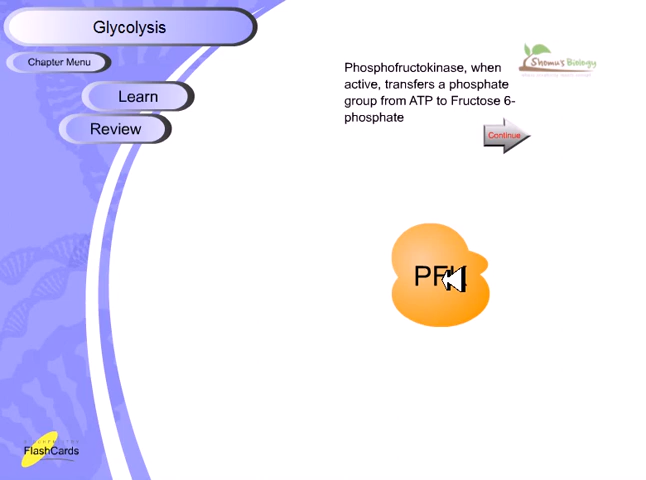 Glycolysis
Chapter Menu
Learn
Review
Phosphofructokinase, when
active, transfers a phosphate
group from ATP to Fructose 6-
phosphate
Shomu's Biology
Continue
PFK
FlashCards